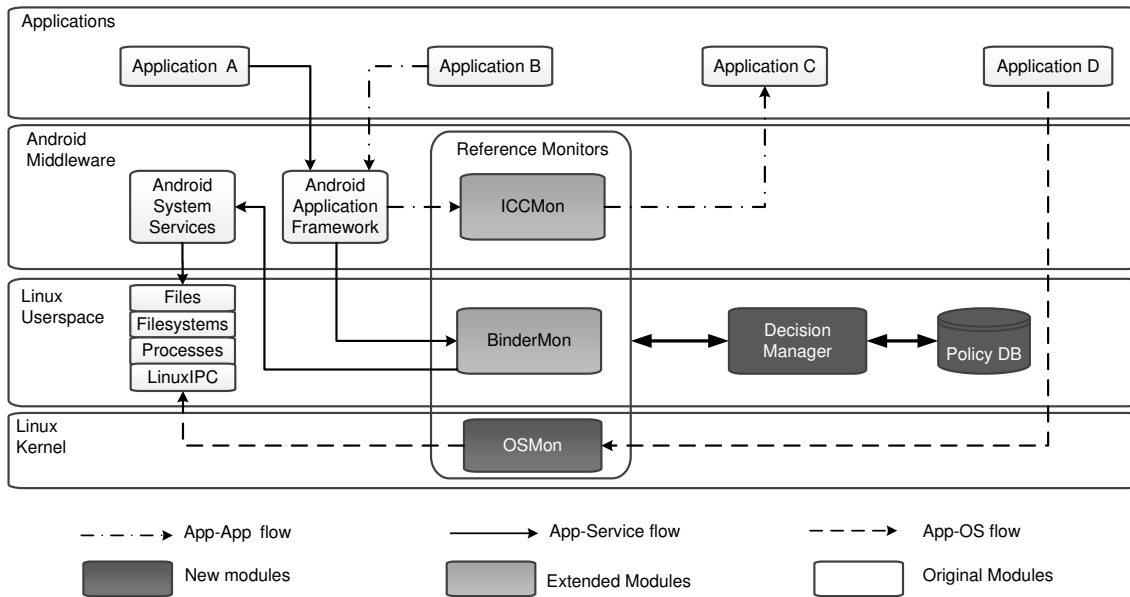 Applications
Application A
Application B
Application C
Application D
Android
Middleware
Reference Monitors
Android
System
Services
Android
Application
Framework
ICCMon
Linux
Userspace
Files
Filesystems
Processes
LinuxIPC
BinderMon
Decision
Manager
Policy DB
Linux
Kernel
OSMon
App-App flow
App-Service flow
App-OS flow
New modules
Extended Modules
Original Modules